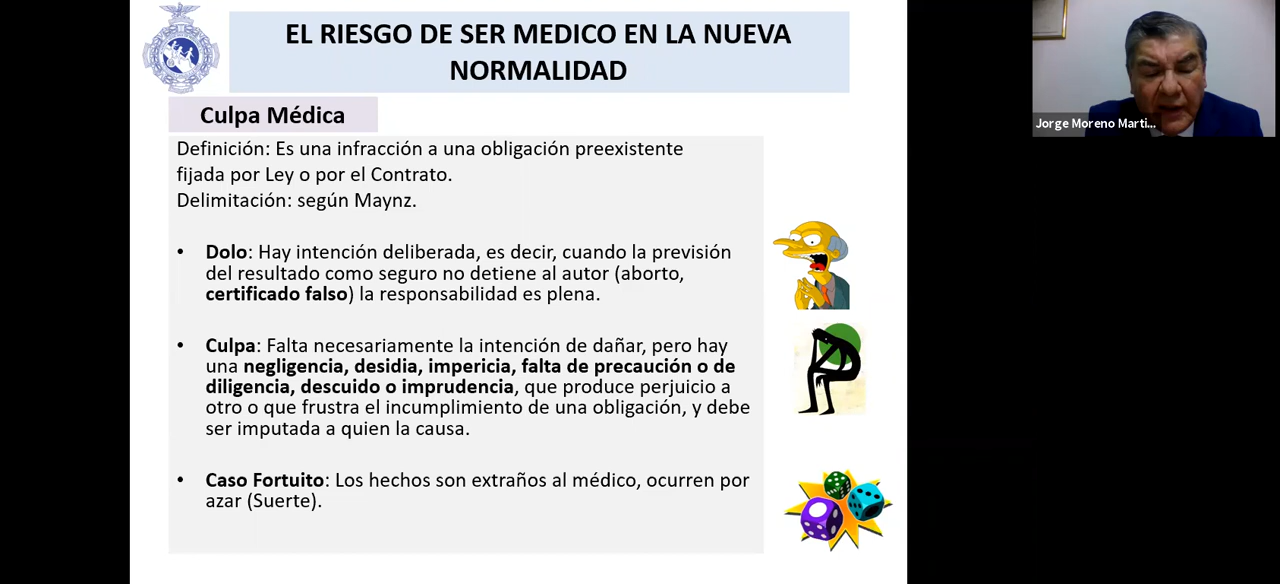 EL RIESGO DE SER MEDICO EN LA NUEVA
NORMALIDAD
Culpa Médica
Definición: Es una infracción a una obligación preexistente
fijada por Ley o por el Contrato.
Delimitación: según Maynz.
• Dolo: Hay intención deliberada, es decir, cuando la previsión
del resultado como seguro no detiene al autor (aborto,
certificado falso) la responsabilidad es plena.
• Culpa: Falta necesariamente la intención de dañar, pero hay
una negligencia, desidia, impericia, falta de precaución o de
diligencia, descuido o imprudencia, que produce perjuicio a
otro o que frustra el incumplimiento de una obligación, y debe
ser imputada a quien la causa.
• Caso Fortuito: Los hechos son extraños al médico, ocurren por
azar (Suerte).
Jorge Moreno Marti...